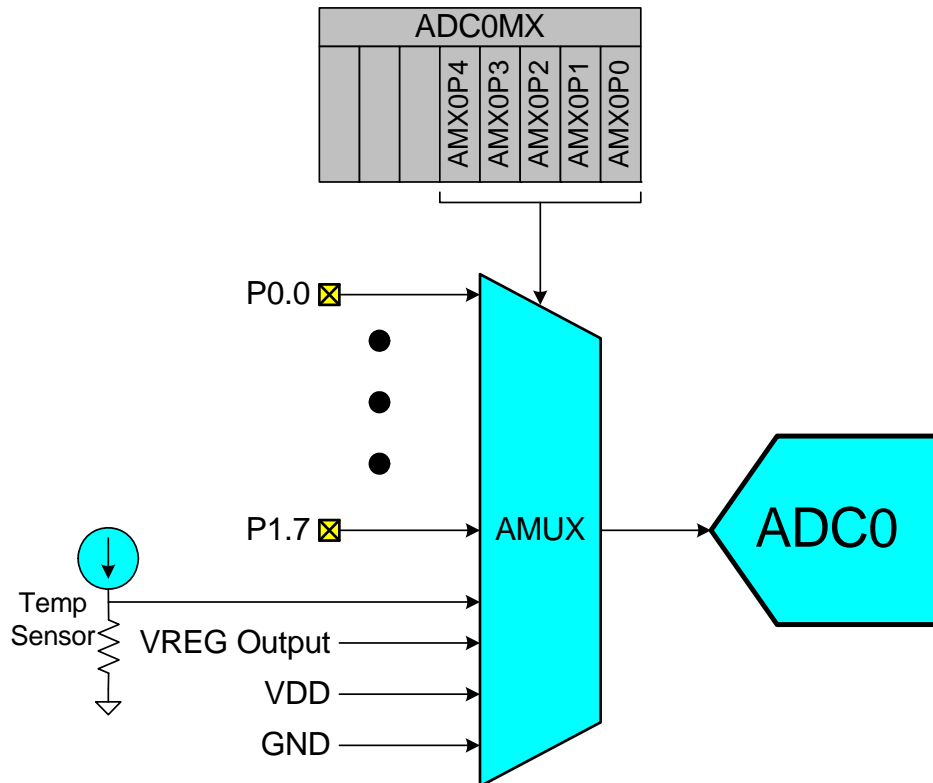 ADC0MX
AMX0P4
AMX0P3
AMX0P2
AMX0P1
AMX0P0
P0.0
P1.7
AMUX
ADC0
Temp
Sensor
VREG Output
VDD
GND